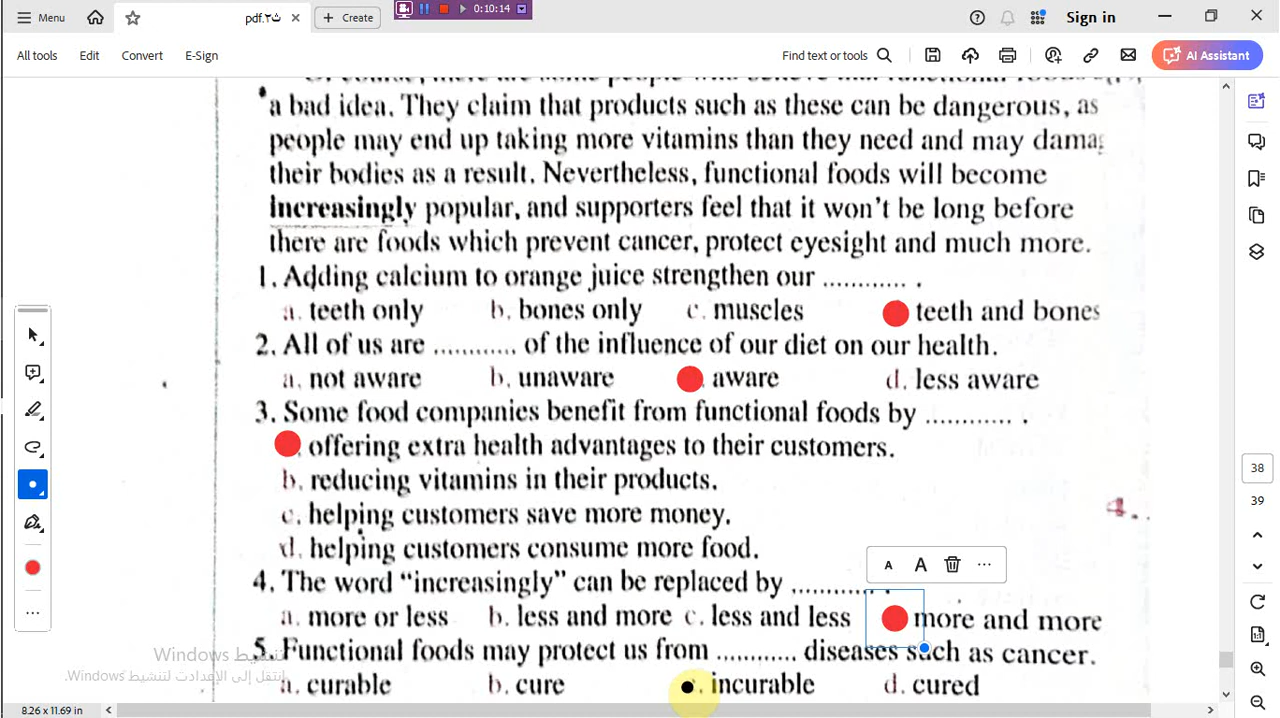 Menu
pdf.ث٢
Create
0:10:14
Sign in
All tools
Edit
Convert
E-Sign
Find text or tools
AI Assistant
a bad idea. They claim that products such as these can be dangerous, as
people may end up taking more vitamins than they need and may damag
their bodies as a result. Nevertheless, functional foods will become
increasingly popular, and supporters feel that it won't be long before
there are foods which prevent cancer, protect eyesight and much more.
1. Adding calcium to orange juice strengthen our ............ .
a. teeth only b. bones only c. muscles teeth and bones
2. All of us are ............ of the influence of our diet on our health.
a. not aware b. unaware aware d. less aware
3. Some food companies benefit from functional foods by ............ .
offering extra health advantages to their customers.
b. reducing vitamins in their products.
c. helping customers save more money.
d. helping customers consume more food.
4. The word "increasingly" can be replaced by ............ .
a. more or less b. less and more c. less and less more and more
5. Functional foods may protect us from ............ diseases such as cancer.
a. curable b. cure c. incurable d. cured
4.
A A
38
39
تنشيط Windows
انتقل إلى الإعدادات لتنشيط Windows.
8.26 x 11.69 in